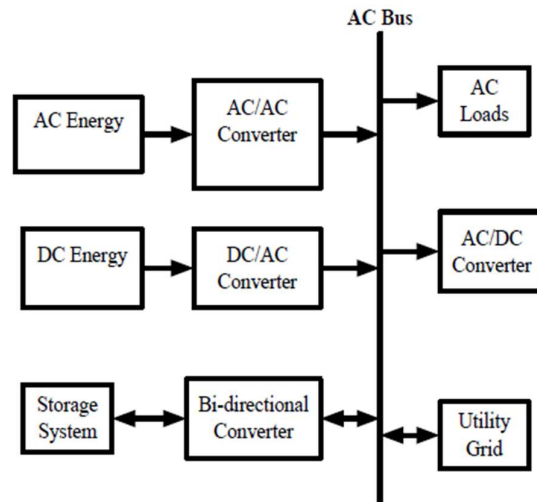 AC Bus
AC Energy
AC/AC
Converter
AC
Loads
DC Energy
DC/AC
Converter
AC/DC
Converter
Storage
System
Bi-directional
Converter
Utility
Grid